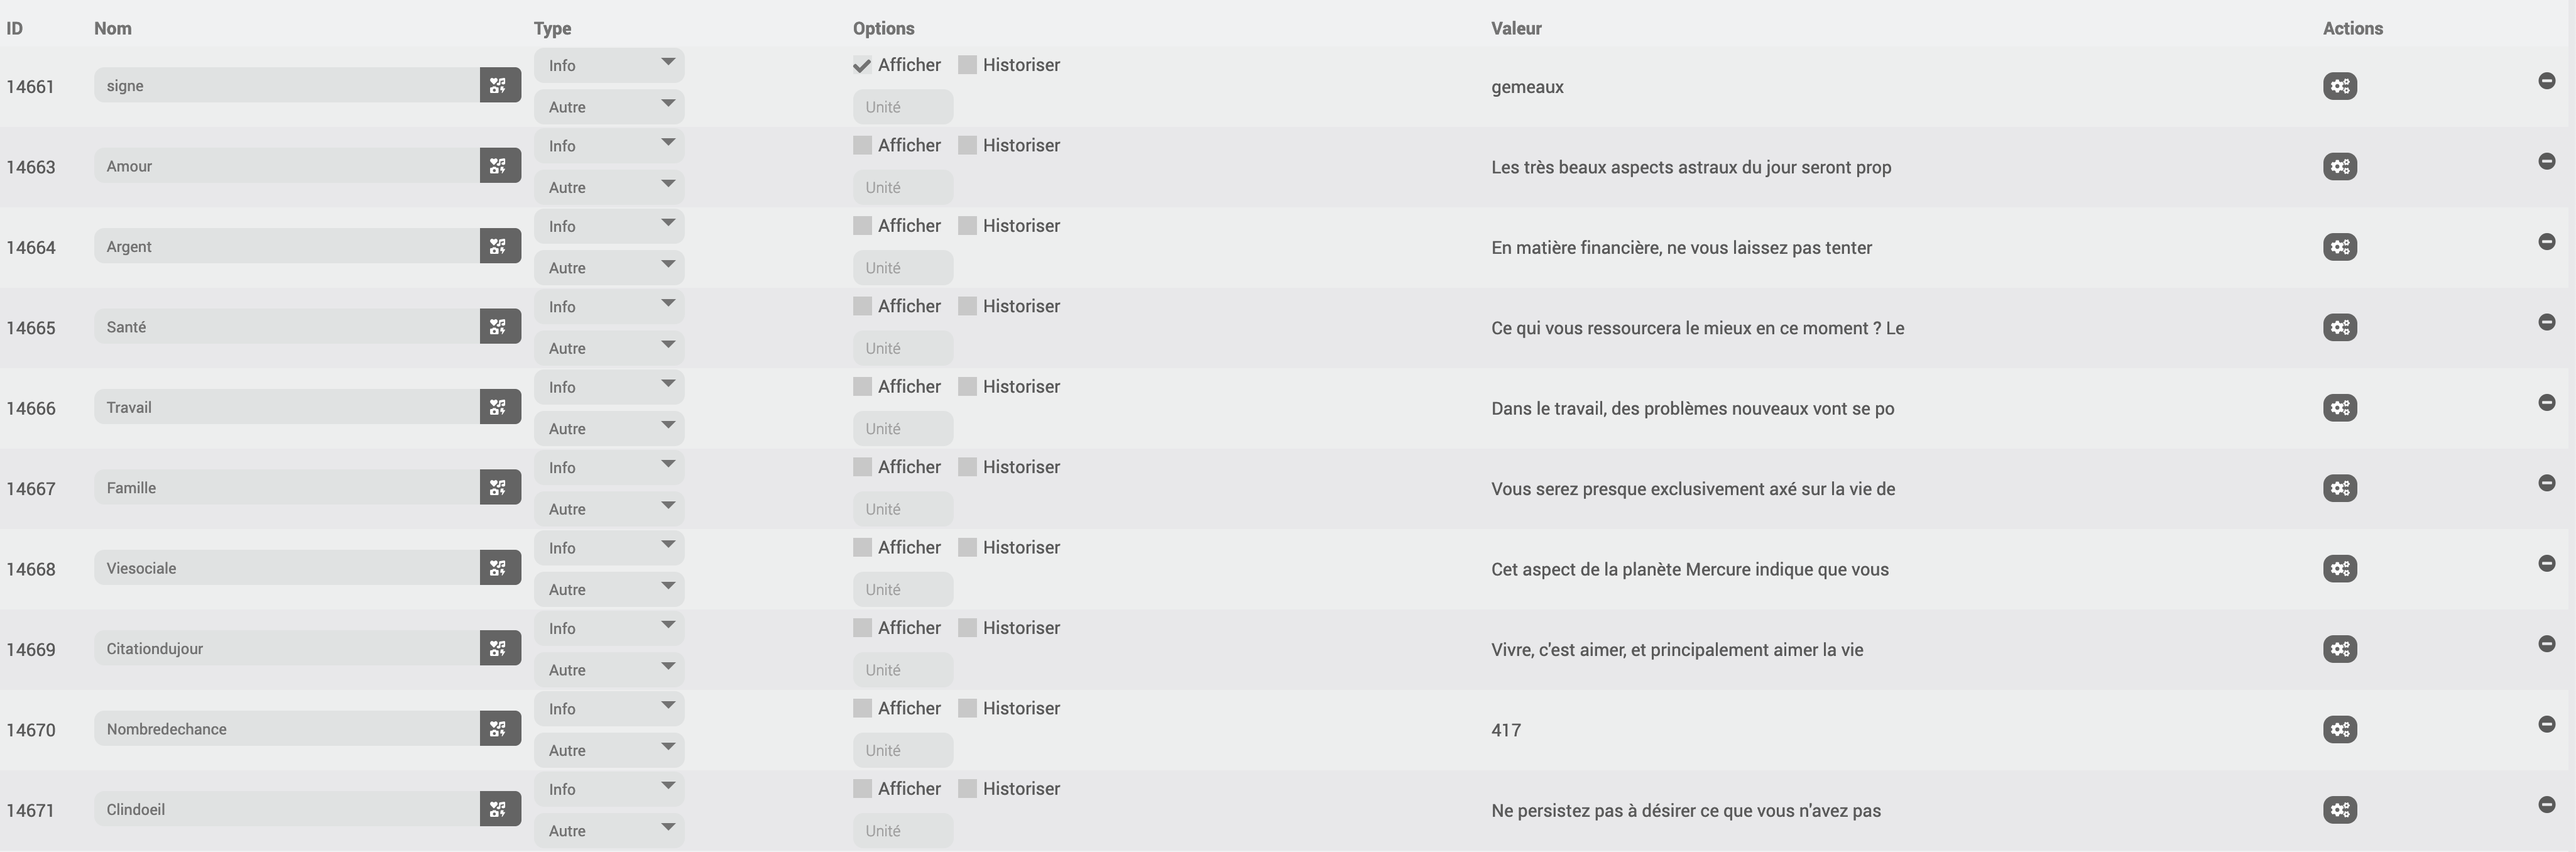 ID Nom Type Options Valeur Actions
Info Afficher Historiser
14661 signe gemeaux
Autre Unité
Info Afficher Historiser
14663 Amour Les très beaux aspects astraux du jour seront prop
Autre Unité
Info Afficher Historiser
14664 Argent En matière financière, ne vous laissez pas tenter
Autre Unité
Info Afficher Historiser
14665 Santé Ce qui vous ressourcera le mieux en ce moment ? Le
Autre Unité
Info Afficher Historiser
14666 Travail Dans le travail, des problèmes nouveaux vont se po
Autre Unité
Info Afficher Historiser
14667 Famille Vous serez presque exclusivement axé sur la vie de
Autre Unité
Info Afficher Historiser
14668 Viesociale Cet aspect de la planète Mercure indique que vous
Autre Unité
Info Afficher Historiser
14669 Citationdujour Vivre, c'est aimer, et principalement aimer la vie
Autre Unité
Info Afficher Historiser
14670 Nombredechance 417
Autre Unité
Info Afficher Historiser
14671 Clindoeil Ne persistez pas à désirer ce que vous n'avez pas
Autre Unité